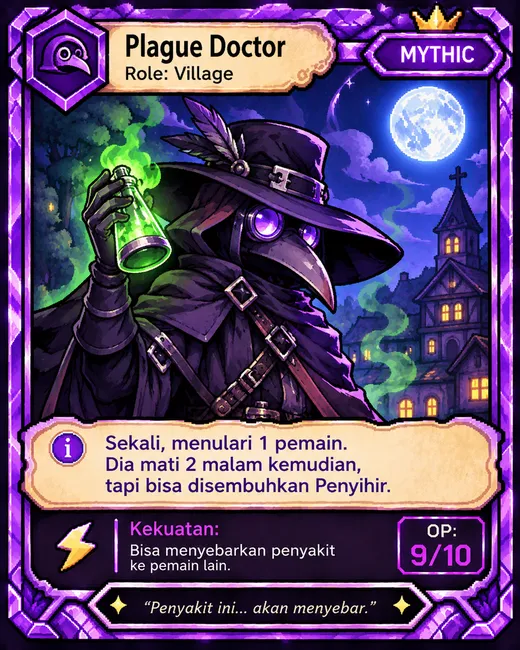 Plague Doctor
Role: Village
MYTHIC
i
Sekali, menulari 1 pemain.
Dia mati 2 malam kemudian,
tapi bisa disembuhkan Penyihir.
Kekuatan:
Bisa menyebarkan penyakit
ke pemain lain.
OP:
9/10
“Penyakit ini... akan menyebar.”